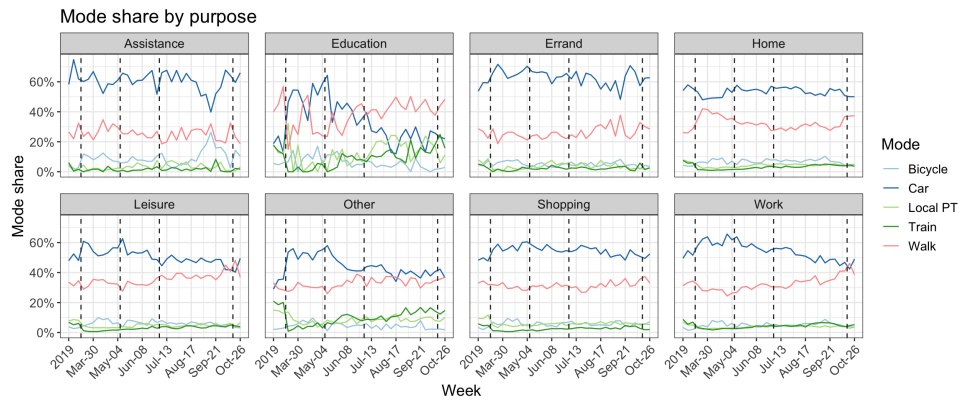 Mode share by purpose
Assistance
Education
Errand
Home
60%
40%
20%
0%
Mode share
Leisure
Other
Shopping
Work
60%
40%
20%
0%
2019
Mar-30
May-04
Jun-08
Jul-13
Aug-17
Sep-21
Oct-26
2019
Mar-30
May-04
Jun-08
Jul-13
Aug-17
Sep-21
Oct-26
2019
Mar-30
May-04
Jun-08
Jul-13
Aug-17
Sep-21
Oct-26
2019
Mar-30
May-04
Jun-08
Jul-13
Aug-17
Sep-21
Oct-26
Week
Mode
Bicycle
Car
Local PT
Train
Walk